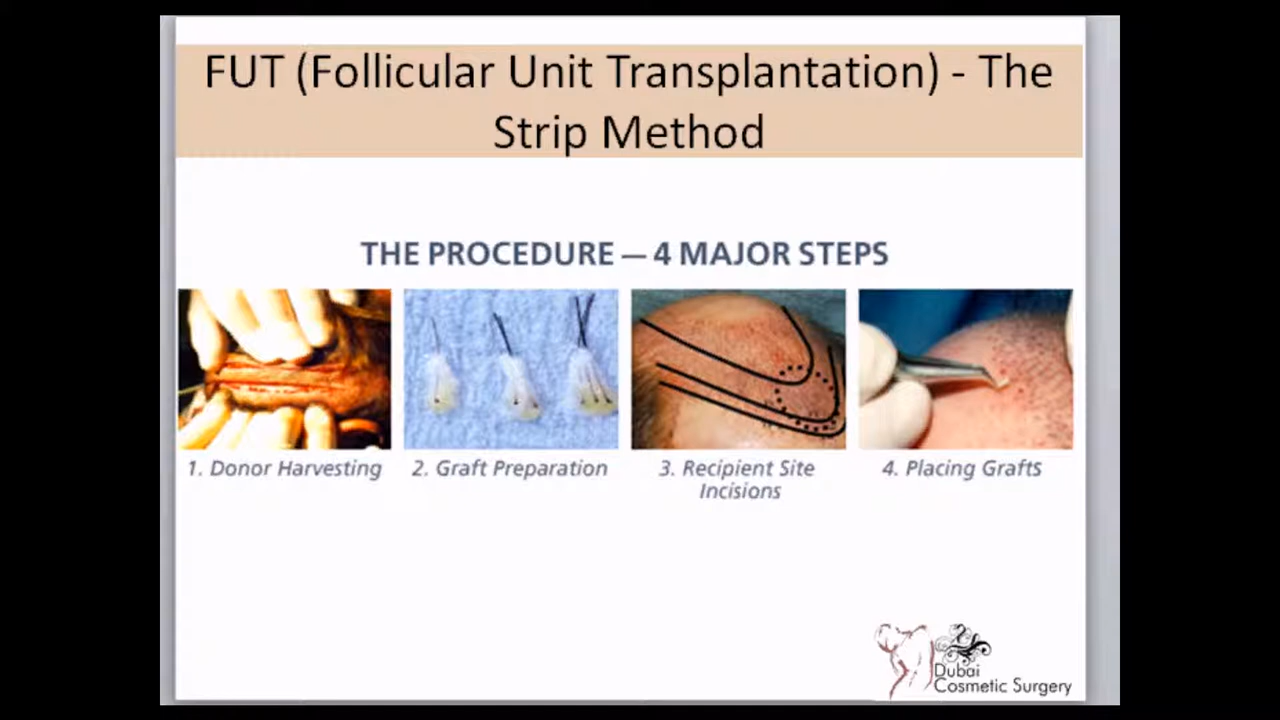 FUT (Follicular Unit Transplantation) - The
Strip Method
THE PROCEDURE — 4 MAJOR STEPS
1. Donor Harvesting
2. Graft Preparation
3. Recipient Site
Incisions
4. Placing Grafts
Dubai
Cosmetic Surgery